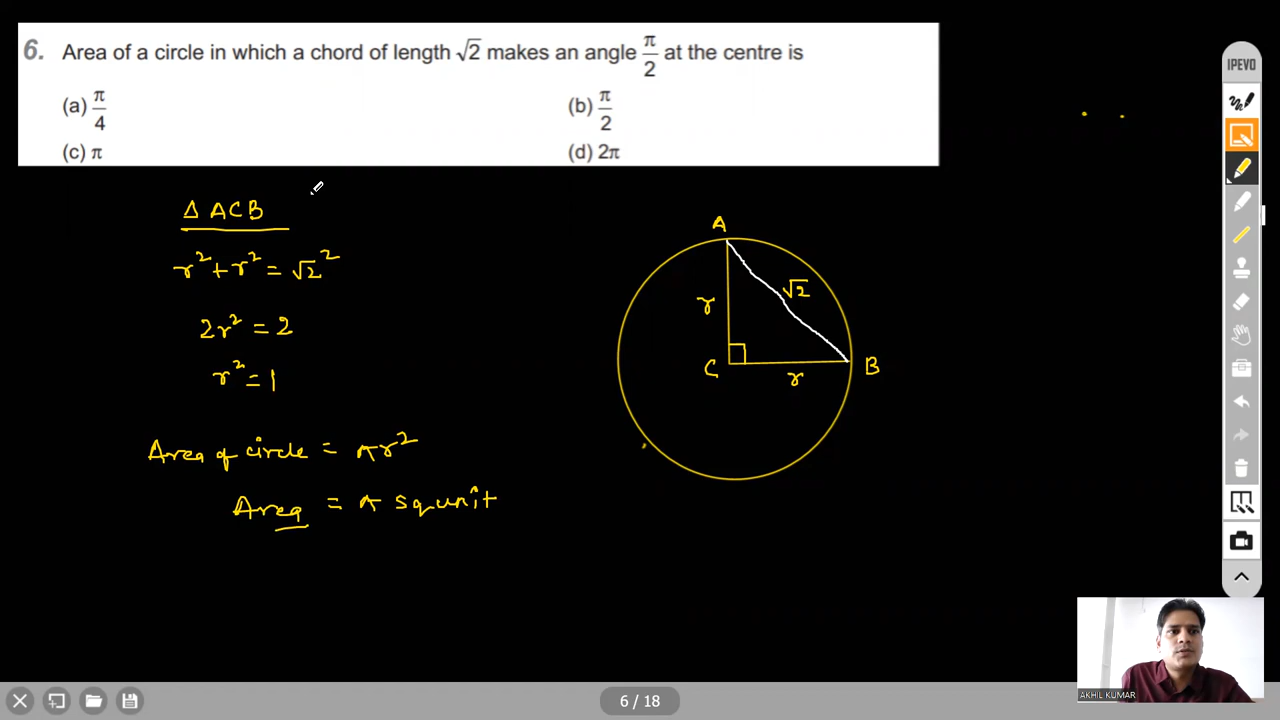 6. Area of a circle in which a chord of length √2 makes an angle π/2 at the centre is
(a) π/4 (b) π/2
(c) π (d) 2π
Δ ACB
r² + r² = √2²
2r² = 2
r² = 1
Area of circle = πr²
Area = π sq unit
A
√2
r
C
r
B
IPEVO
AKHIL KUMAR
6 / 18